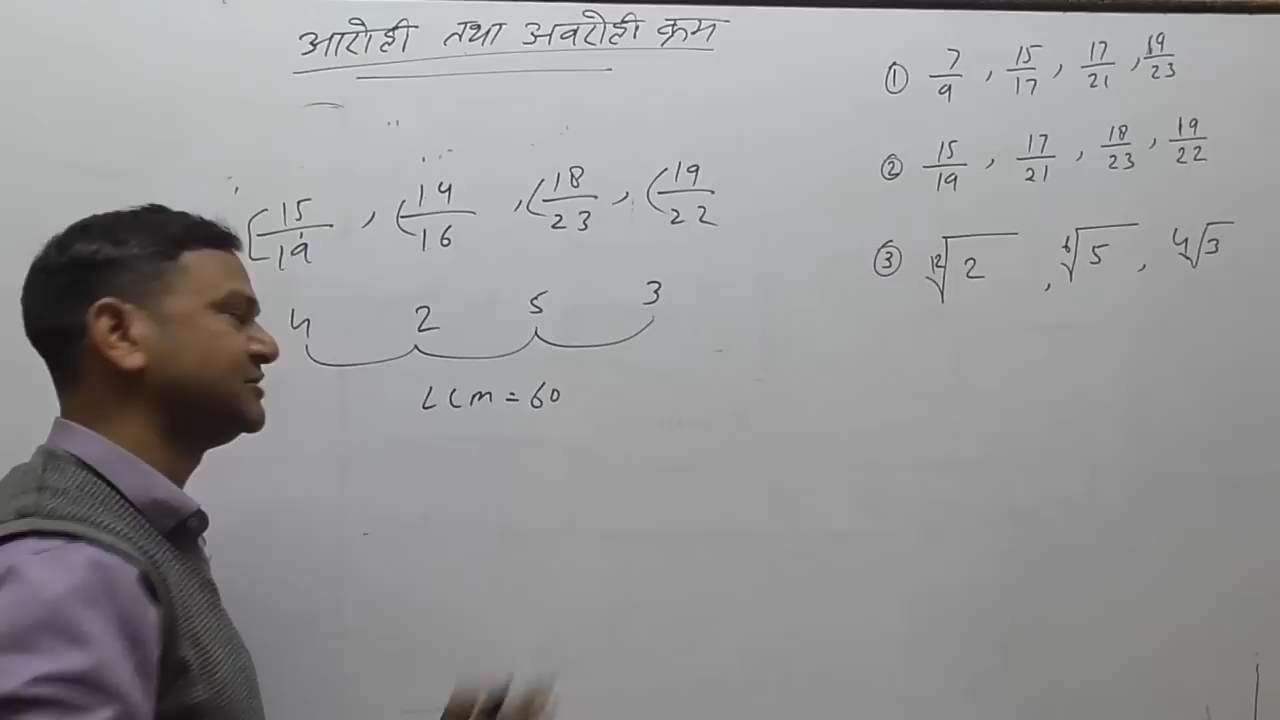 आरोही तथा अवरोही क्रम
15/19 , 14/16 , 18/23 , 19/22
4 2 5 3
LCM = 60
① 7/9 , 15/17 , 17/21 , 19/23
② 15/19 , 17/21 , 18/23 , 19/22
③ ¹²√2 , ⁶√5 , ⁴√3